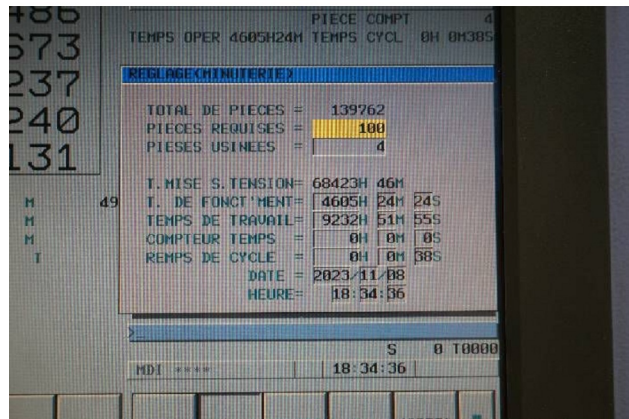 486
673
237
240
131
PIECE COMPT 4
TEMPS OPER 4605H24M TEMPS CYCL 0H 0M38S
REGLAGE(MINUTERIE)
TOTAL DE PIECES = 139762
PIECES REQUISES = 100
PIESES USINEES = 4
T.MISE S.TENSION= 68423H 46M
T. DE FONCT'MENT= 4605H 24M 24S
TEMPS DE TRAVAIL= 9232H 51M 55S
COMPTEUR TEMPS = 0H 0M 0S
REMPS DE CYCLE = 0H 0M 38S
DATE = 2023/11/08
HEURE= 18:34:36
M 49
M
M
T
>_
S 0 T0000
MDI **** 18:34:36